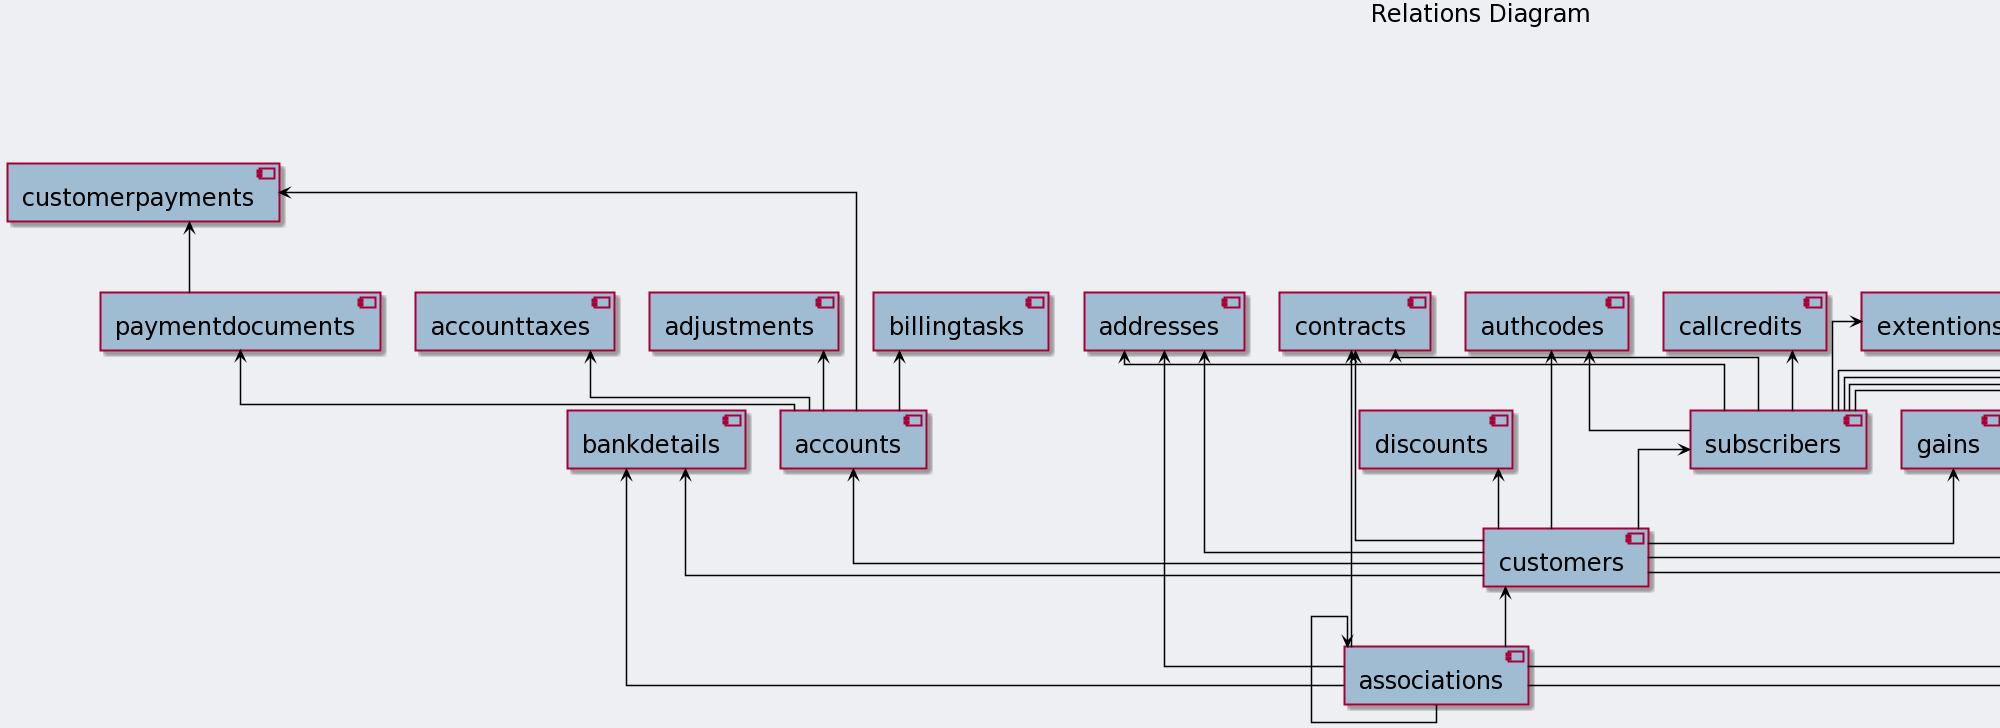 Relations Diagram
customerpayments
paymentdocuments
accounttaxes
adjustments
billingtasks
addresses
contracts
authcodes
callcredits
extentions
bankdetails
accounts
discounts
subscribers
gains
customers
associations